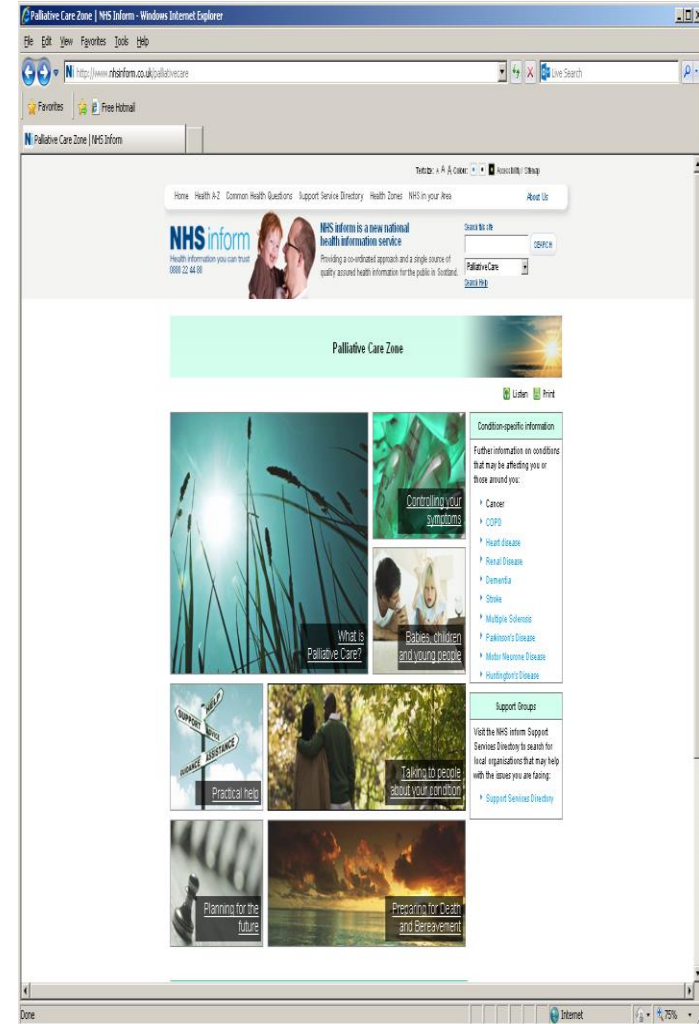 Palliative Care Zone | NHS Inform - Windows Internet Explorer
File Edit View Favorites Tools Help
http://www.nhsinform.co.uk/palliativecare
Live Search
Favorites Free Hotmail
Palliative Care Zone | NHS Inform
Text size: A A A Colour: Accessibility Sitemap
Home Health A-Z Common Health Questions Support Service Directory Health Zones NHS in your Area About Us
NHS inform
Health information you can trust
0800 22 44 88
NHS inform is a new national
health information service
Providing a co-ordinated approach and a single source of
quality assured health information for the public in Scotland.
Search this site
SEARCH
Palliative Care
Search Help
Palliative Care Zone
Listen Print
What is
Palliative Care?
Controlling your
symptoms
Babies, children
and young people
Practical help
Talking to people
about your condition
Planning for the
future
Preparing for Death
and Bereavement
SUPPORT
HELP
ADVICE
GUIDANCE
ASSISTANCE
Condition-specific information
Further information on conditions
that may be affecting you or
those around you:
Cancer
COPD
Heart disease
Renal Disease
Dementia
Stroke
Multiple Sclerosis
Parkinson's Disease
Motor Neurone Disease
Huntington's Disease
Support Groups
Visit the NHS inform Support
Services Directory to search for
local organisations that may help
with the issues you are facing:
Support Services Directory
Done Internet 75%